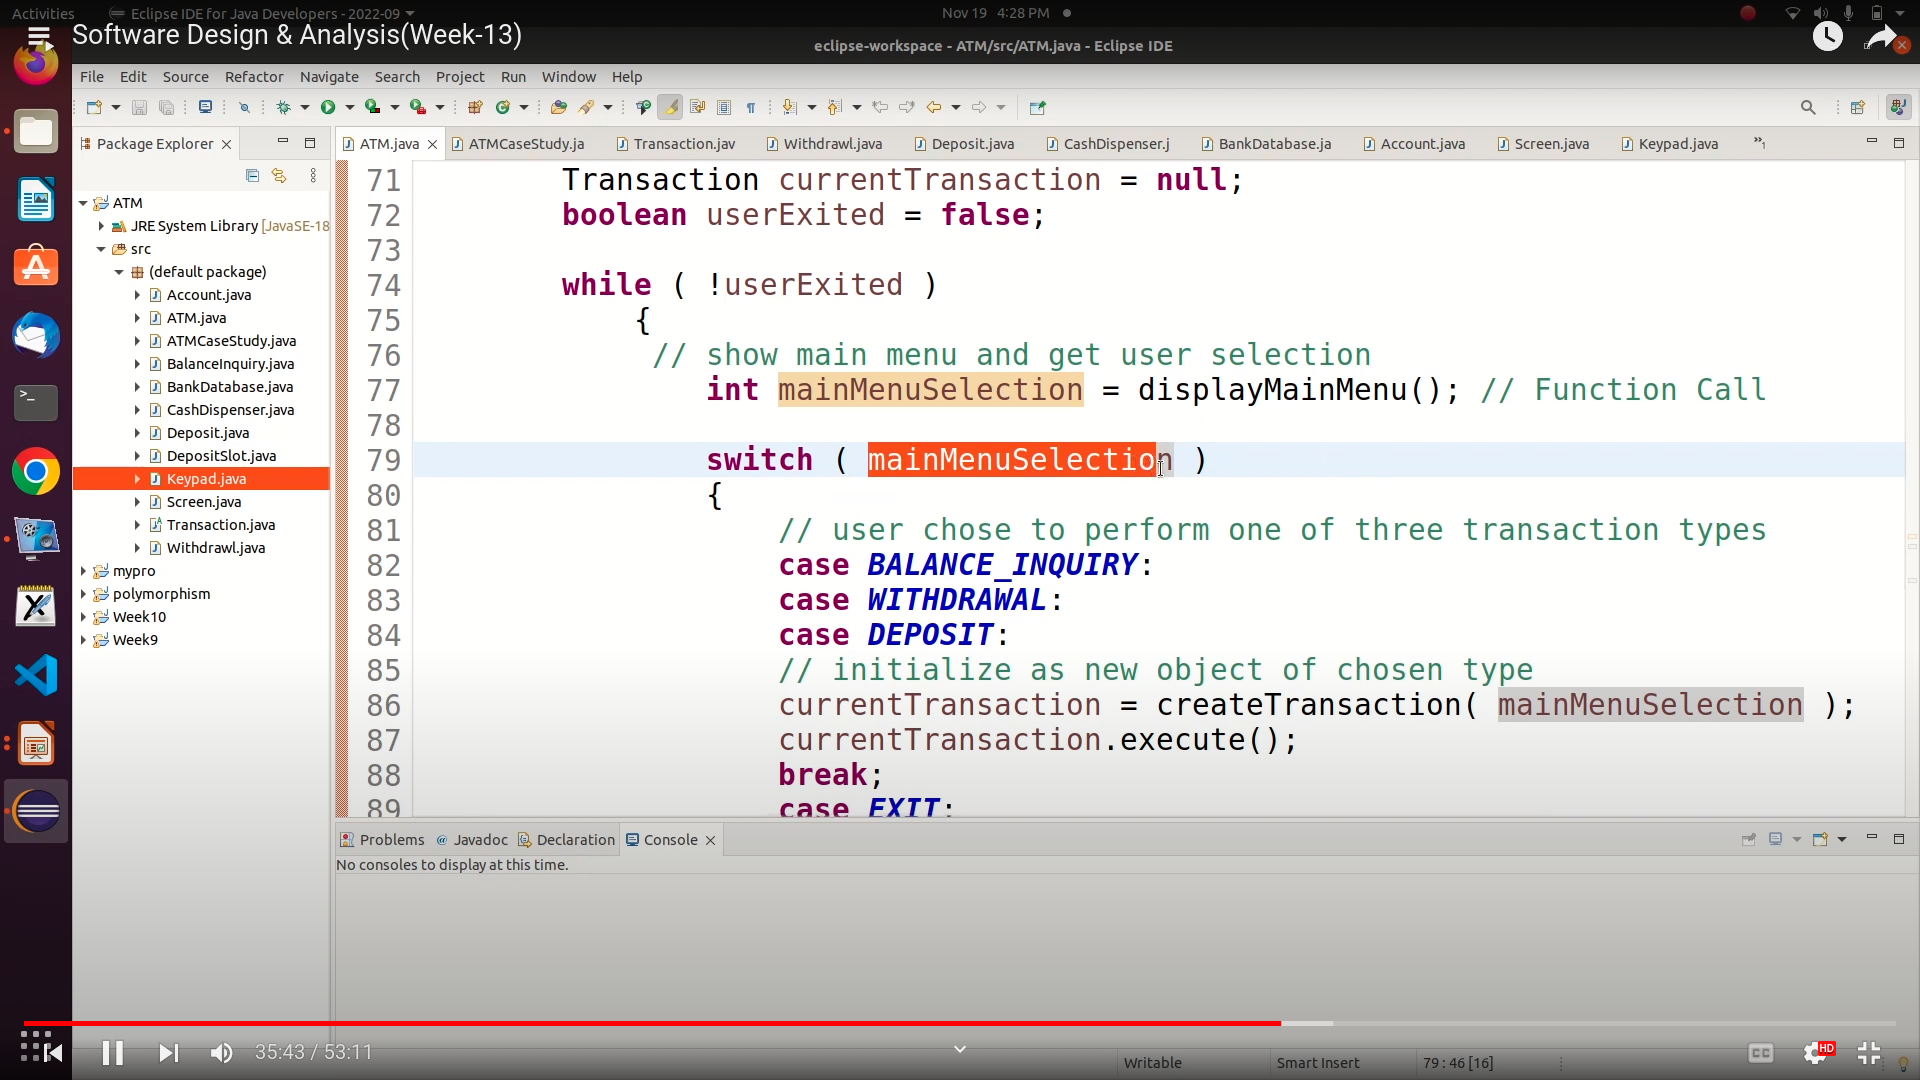 Activities
Eclipse IDE for Java Developers - 2022-09
Nov 19 4:28 PM
Software Design & Analysis(Week-13)
eclipse-workspace - ATM/src/ATM.java - Eclipse IDE
File Edit Source Refactor Navigate Search Project Run Window Help
Package Explorer
ATM.java
ATMCaseStudy.ja
Transaction.jav
Withdrawl.java
Deposit.java
CashDispenser.j
BankDatabase.ja
Account.java
Screen.java
Keypad.java
»1
ATM
JRE System Library [JavaSE-18
src
(default package)
Account.java
ATM.java
ATMCaseStudy.java
BalanceInquiry.java
BankDatabase.java
CashDispenser.java
Deposit.java
DepositSlot.java
Keypad.java
Screen.java
Transaction.java
Withdrawl.java
mypro
polymorphism
Week10
Week9
71 Transaction currentTransaction = null;
72 boolean userExited = false;
73
74 while ( !userExited )
75 {
76 // show main menu and get user selection
77 int mainMenuSelection = displayMainMenu(); // Function Call
78
79 switch ( mainMenuSelection )
80 {
81 // user chose to perform one of three transaction types
82 case BALANCE_INQUIRY:
83 case WITHDRAWAL:
84 case DEPOSIT:
85 // initialize as new object of chosen type
86 currentTransaction = createTransaction( mainMenuSelection );
87 currentTransaction.execute();
88 break;
89 case EXIT:
Problems
@ Javadoc
Declaration
Console
No consoles to display at this time.
35:43 / 53:11
CC
HD
Writable
Smart Insert
79 : 46 [16]